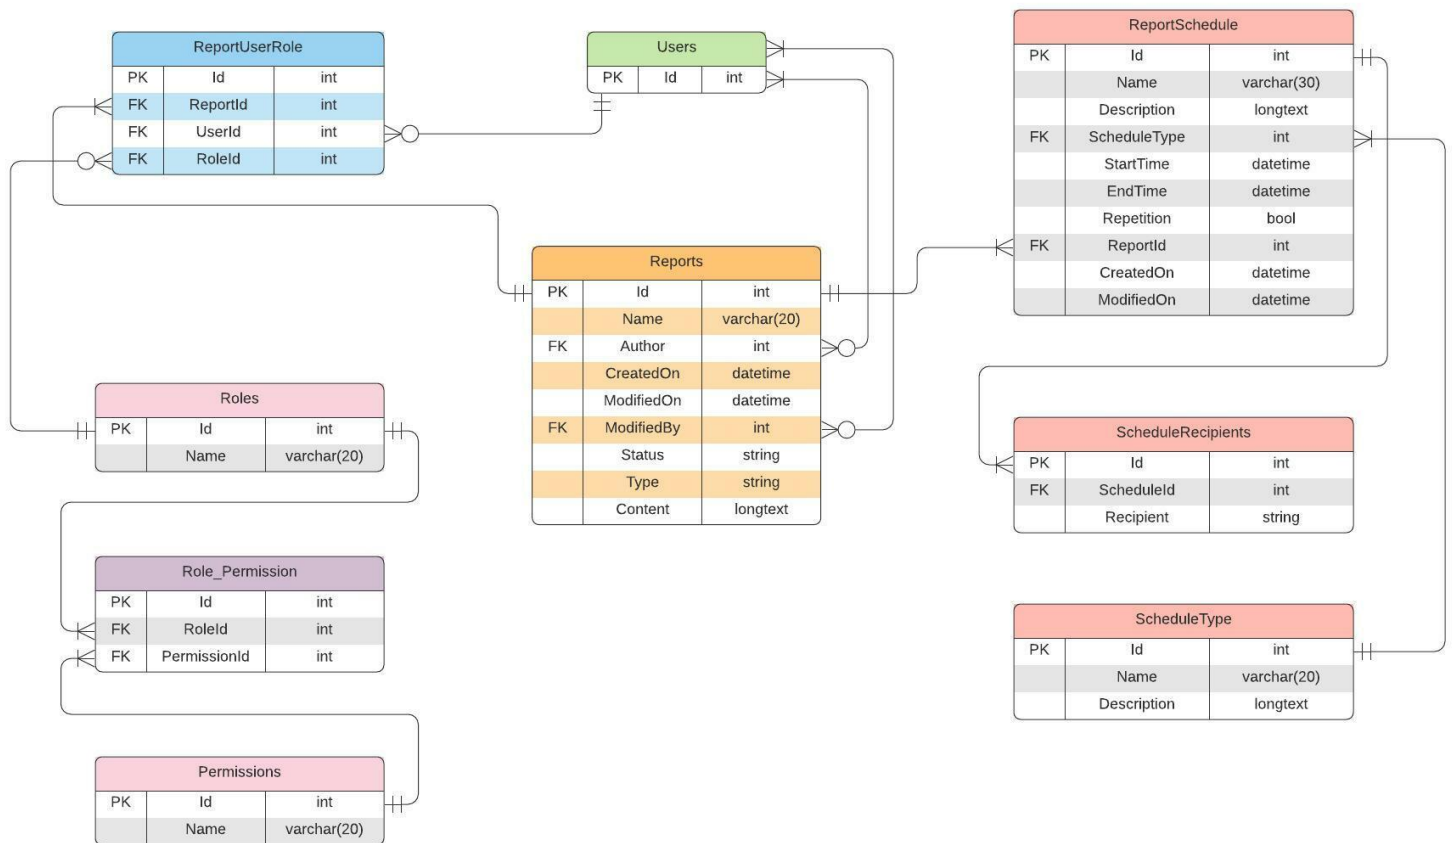 ReportUserRole
PK Id int
FK ReportId int
FK UserId int
FK RoleId int
Users
PK Id int
ReportSchedule
PK Id int
Name varchar(30)
Description longtext
FK ScheduleType int
StartTime datetime
EndTime datetime
Repetition bool
FK ReportId int
CreatedOn datetime
ModifiedOn datetime
Reports
PK Id int
Name varchar(20)
FK Author int
CreatedOn datetime
ModifiedOn datetime
FK ModifiedBy int
Status string
Type string
Content longtext
Roles
PK Id int
Name varchar(20)
ScheduleRecipients
PK Id int
FK ScheduleId int
Recipient string
Role_Permission
PK Id int
FK RoleId int
FK PermissionId int
ScheduleType
PK Id int
Name varchar(20)
Description longtext
Permissions
PK Id int
Name varchar(20)